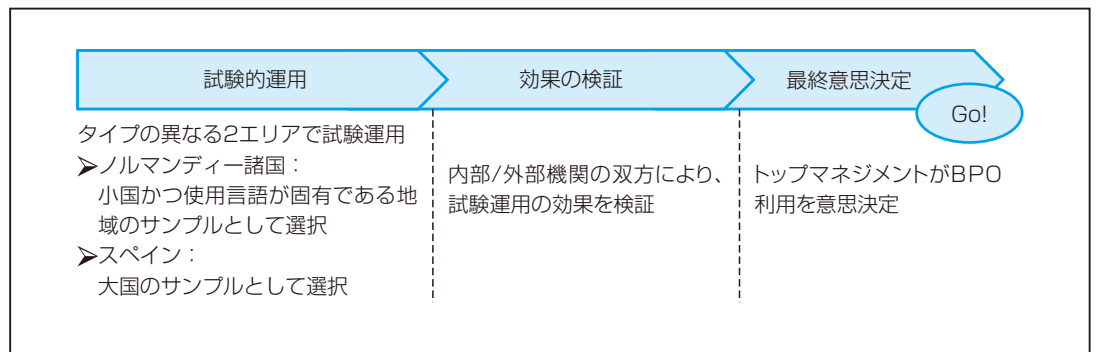 試験的運用
効果の検証
最終意思決定
Go!
タイプの異なる2エリアで試験運用
➤ノルマンディー諸国：
小国かつ使用言語が固有である地
域のサンプルとして選択
➤スペイン：
大国のサンプルとして選択
内部/外部機関の双方により、
試験運用の効果を検証
トップマネジメントがBPO
利用を意思決定